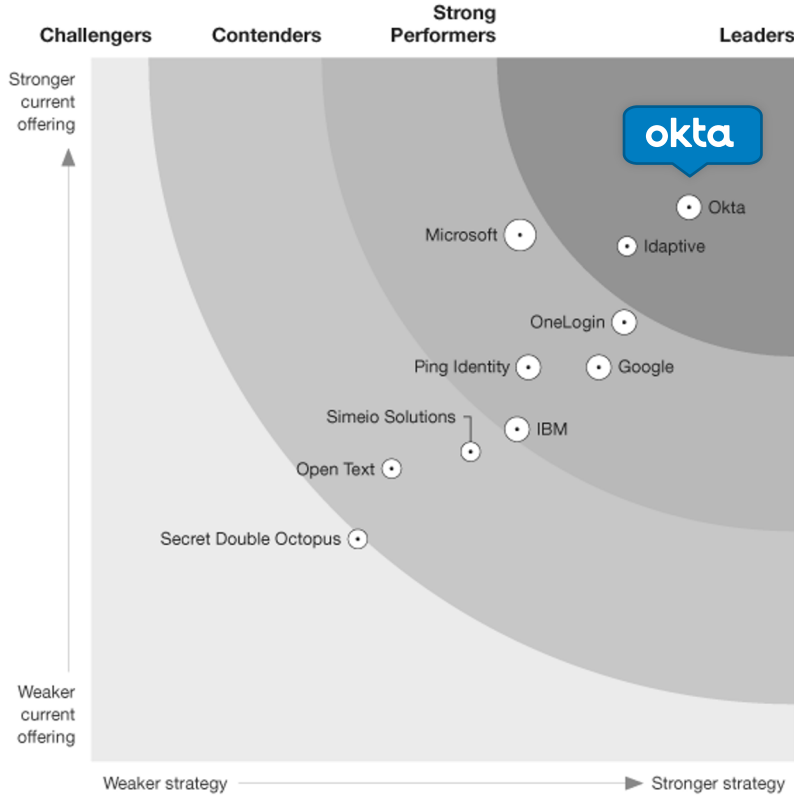 Challengers
Contenders
Strong
Performers
Leaders
Stronger
current
offering
okta
Okta
Microsoft
Idaptive
OneLogin
Ping Identity
Google
Simeio Solutions
IBM
Open Text
Secret Double Octopus
Weaker
current
offering
Weaker strategy
Stronger strategy